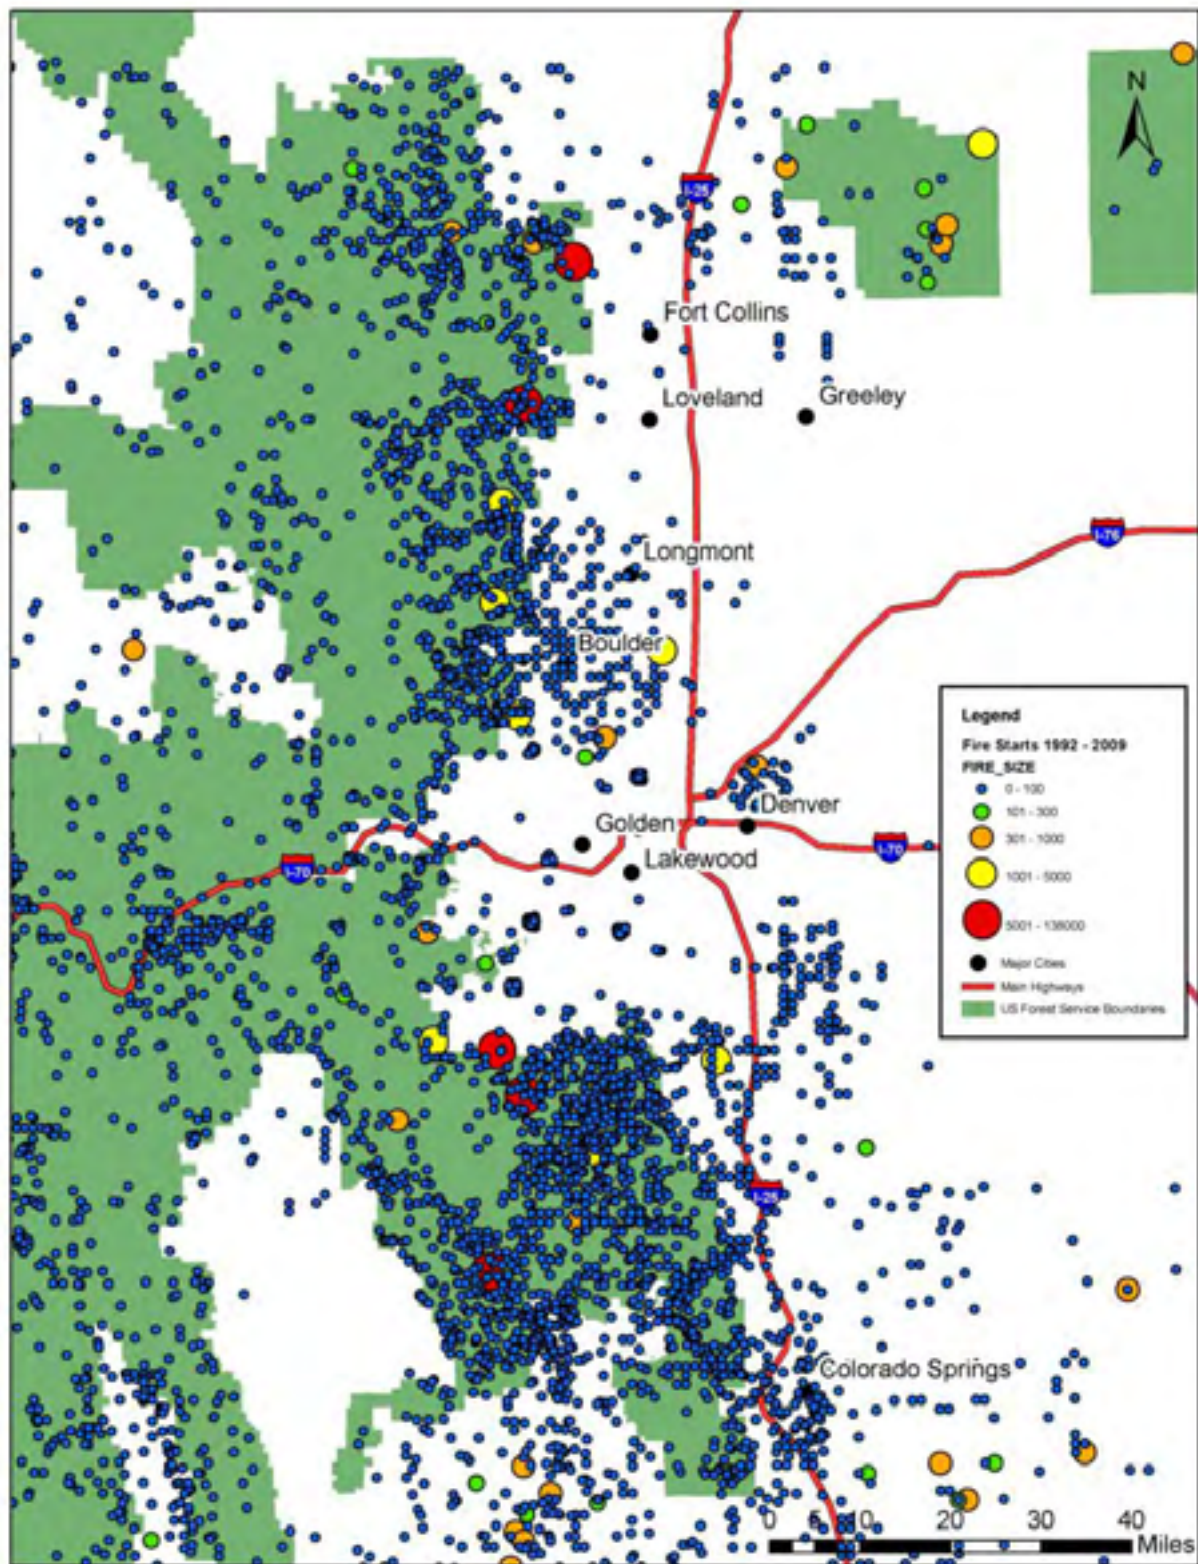 N
I-25
Fort Collins
Loveland
Greeley
I-76
Longmont
Boulder
Legend
Fire Starts 1992 - 2009
FIRE_SIZE
0 - 100
101 - 300
301 - 1000
1001 - 5000
5001 - 138000
Major Cities
Main Highways
US Forest Service Boundaries
Denver
Golden
I-70
Lakewood
I-70
I-25
Colorado Springs
0 10 20 30 40
Miles